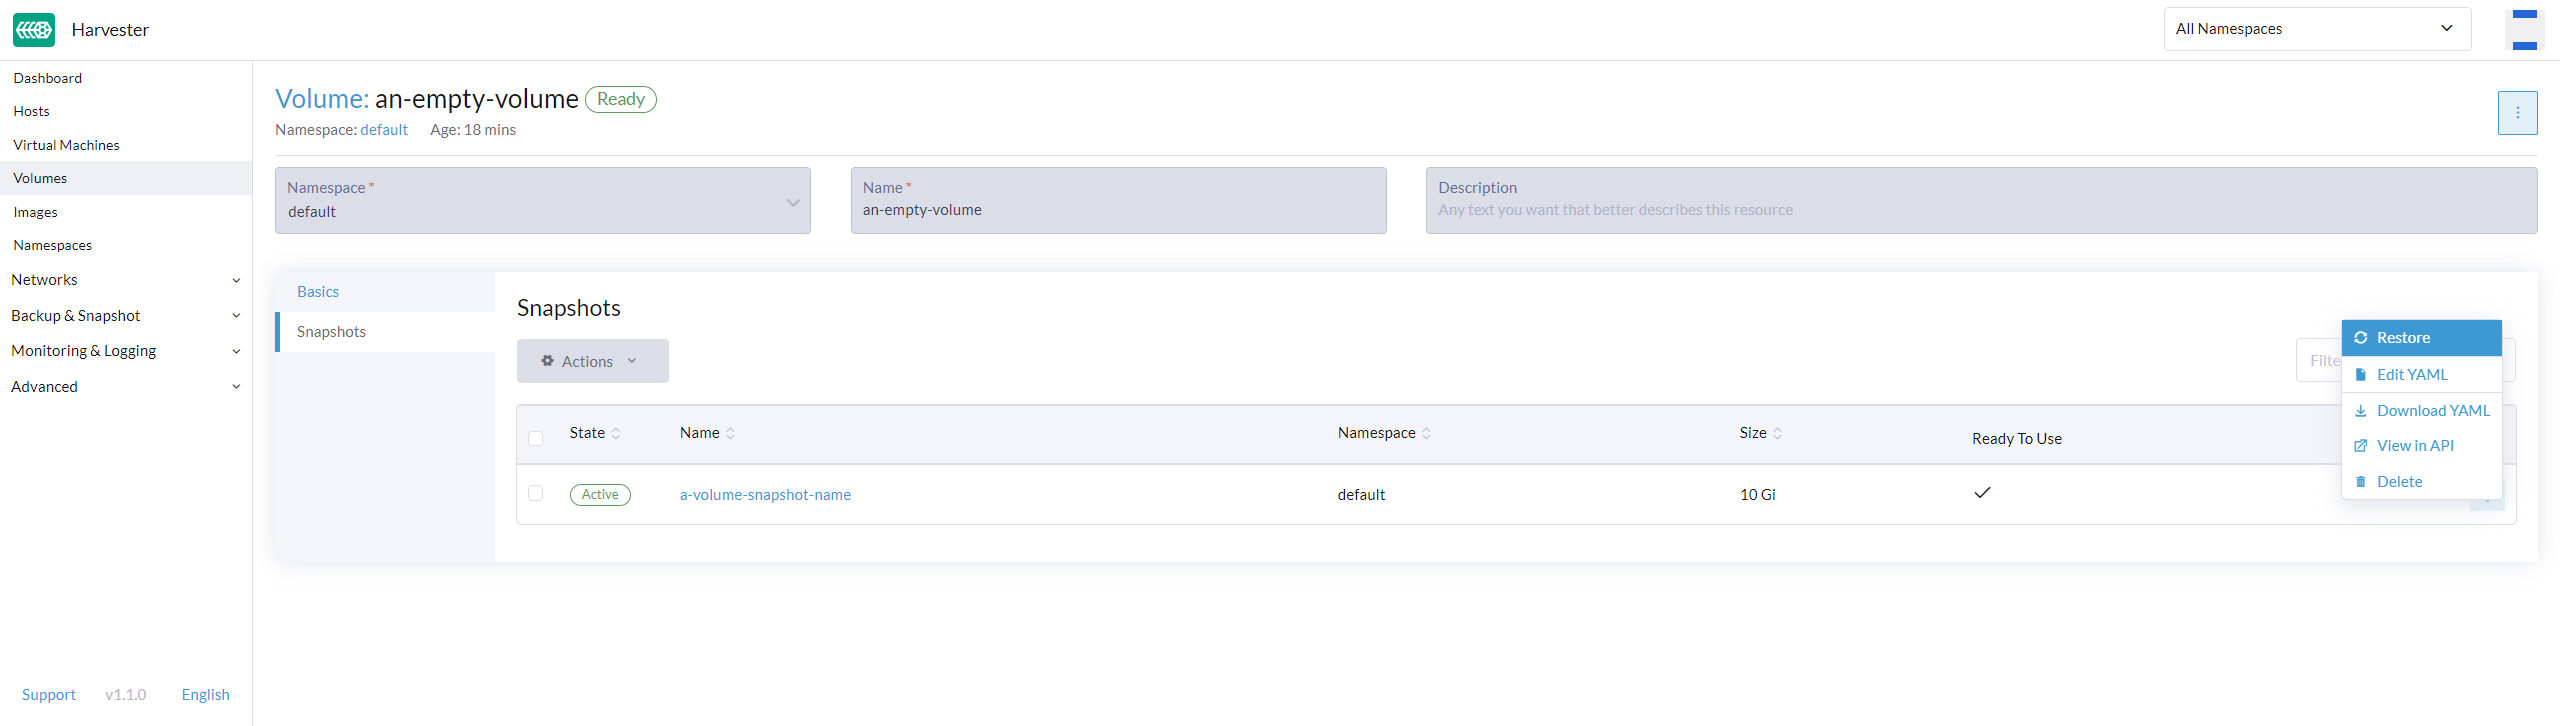 Harvester
All Namespaces
Dashboard
Hosts
Virtual Machines
Volumes
Images
Namespaces
Networks
Backup & Snapshot
Monitoring & Logging
Advanced
Support v1.1.0 English
Volume: an-empty-volume Ready
Namespace: default Age: 18 mins
Namespace *
default
Name *
an-empty-volume
Description
Any text you want that better describes this resource
Basics
Snapshots
Snapshots
Actions
Filte
State Name Namespace Size Ready To Use
Active a-volume-snapshot-name default 10 Gi
Restore
Edit YAML
Download YAML
View in API
Delete